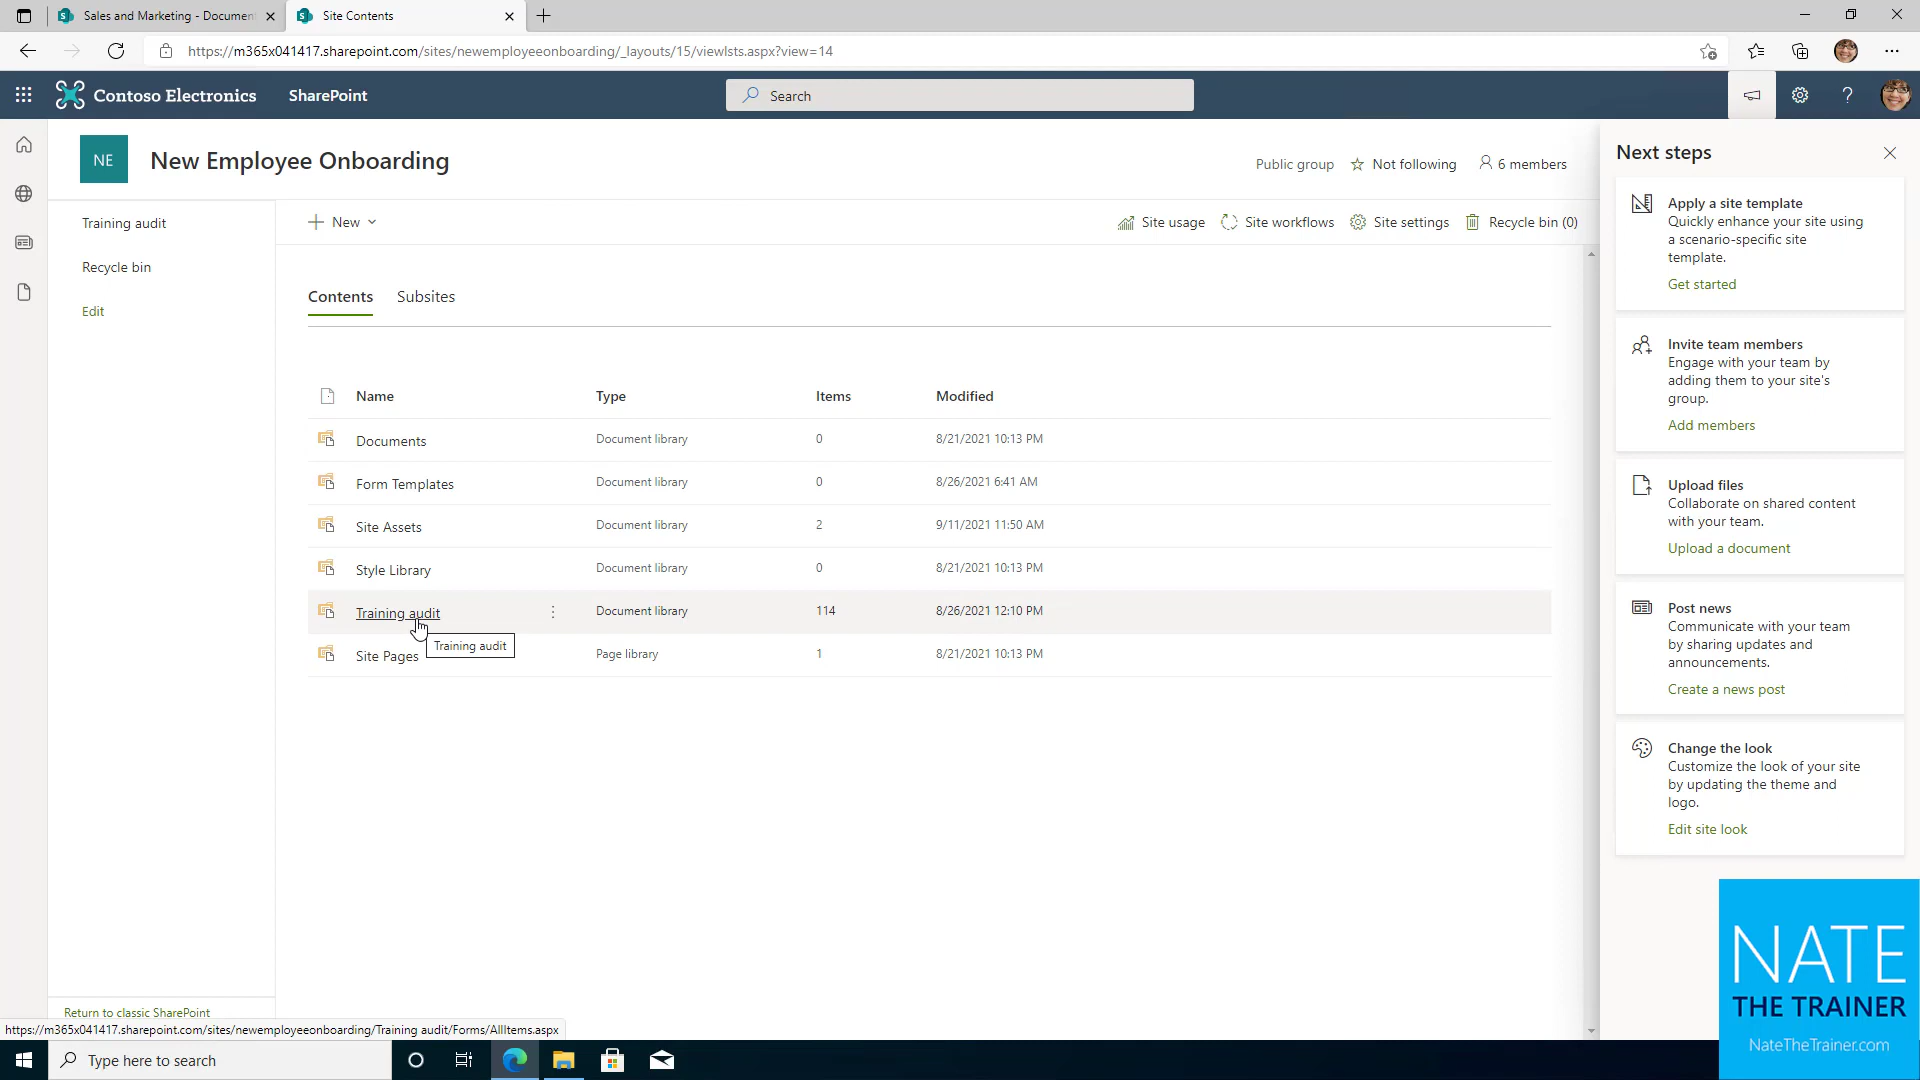 Sales and Marketing - Document
Site Contents
https://m365x041417.sharepoint.com/sites/newemployeeonboarding/_layouts/15/viewlsts.aspx?view=14
Contoso Electronics
SharePoint
Search
NE
New Employee Onboarding
Public group
Not following
6 members
Training audit
Recycle bin
Edit
Return to classic SharePoint
New
Site usage
Site workflows
Site settings
Recycle bin (0)
Contents
Subsites
Name Type Items Modified
Documents Document library 0 8/21/2021 10:13 PM
Form Templates Document library 0 8/26/2021 6:41 AM
Site Assets Document library 2 9/11/2021 11:50 AM
Style Library Document library 0 8/21/2021 10:13 PM
Training audit Document library 114 8/26/2021 12:10 PM
Training audit
Site Pages Page library 1 8/21/2021 10:13 PM
Next steps
Apply a site template
Quickly enhance your site using
a scenario-specific site
template.
Get started
Invite team members
Engage with your team by
adding them to your site's
group.
Add members
Upload files
Collaborate on shared content
with your team.
Upload a document
Post news
Communicate with your team
by sharing updates and
announcements.
Create a news post
Change the look
Customize the look of your site
by updating the theme and
logo.
Edit site look
NATE
THE TRAINER
NateTheTrainer.com
https://m365x041417.sharepoint.com/sites/newemployeeonboarding/Training audit/Forms/AllItems.aspx
Type here to search